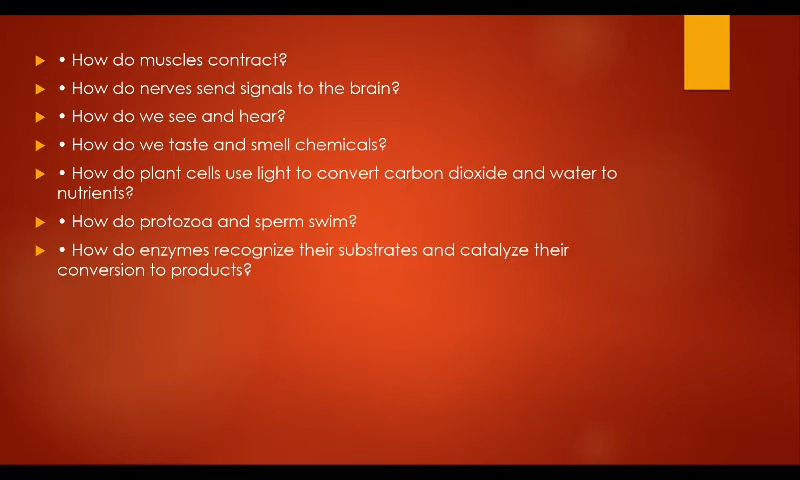 • How do muscles contract?
• How do nerves send signals to the brain?
• How do we see and hear?
• How do we taste and smell chemicals?
• How do plant cells use light to convert carbon dioxide and water to
nutrients?
• How do protozoa and sperm swim?
• How do enzymes recognize their substrates and catalyze their
conversion to products?